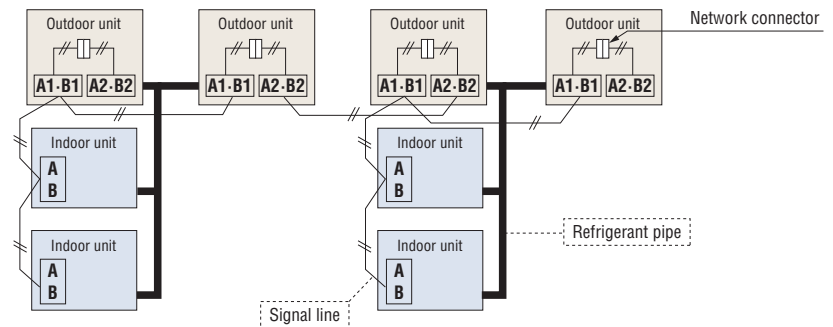 Outdoor unit
Outdoor unit
Outdoor unit
Outdoor unit
Network connector
A1·B1 A2·B2
A1·B1 A2·B2
A1·B1 A2·B2
A1·B1 A2·B2
Indoor unit
A
B
Indoor unit
A
B
Indoor unit
A
B
Indoor unit
A
B
Refrigerant pipe
Signal line